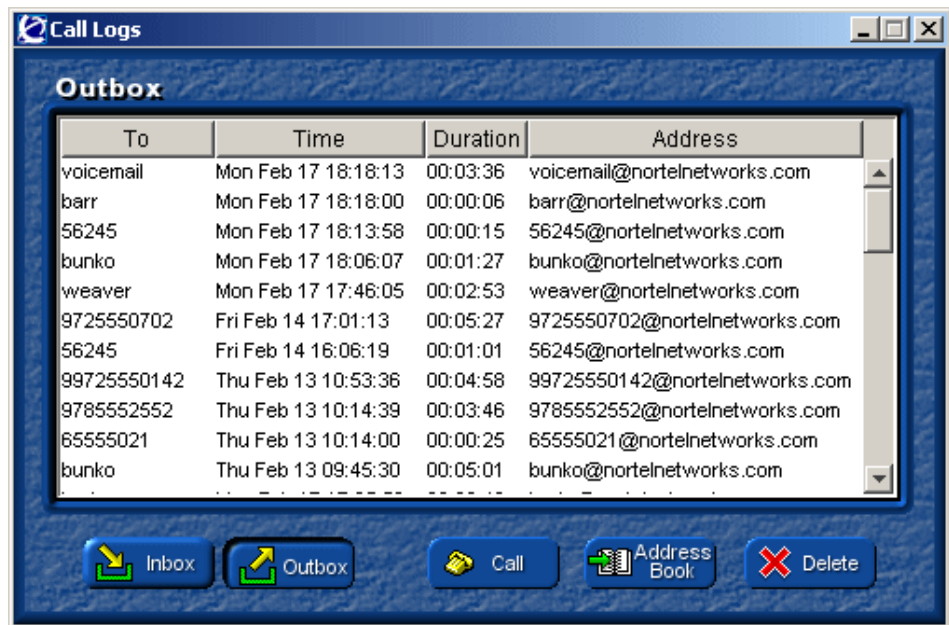 Call Logs
Outbox
To Time Duration Address
voicemail Mon Feb 17 18:18:13 00:03:36 voicemail@nortelnetworks.com
barr Mon Feb 17 18:18:00 00:00:06 barr@nortelnetworks.com
56245 Mon Feb 17 18:13:58 00:00:15 56245@nortelnetworks.com
bunko Mon Feb 17 18:06:07 00:01:27 bunko@nortelnetworks.com
weaver Mon Feb 17 17:46:05 00:02:53 weaver@nortelnetworks.com
9725550702 Fri Feb 14 17:01:13 00:05:27 9725550702@nortelnetworks.com
56245 Fri Feb 14 16:06:19 00:01:01 56245@nortelnetworks.com
99725550142 Thu Feb 13 10:53:36 00:04:58 99725550142@nortelnetworks.com
9785552552 Thu Feb 13 10:14:39 00:03:46 9785552552@nortelnetworks.com
65555021 Thu Feb 13 10:14:00 00:00:25 65555021@nortelnetworks.com
bunko Thu Feb 13 09:45:30 00:05:01 bunko@nortelnetworks.com
Inbox Outbox Call Address Book Delete